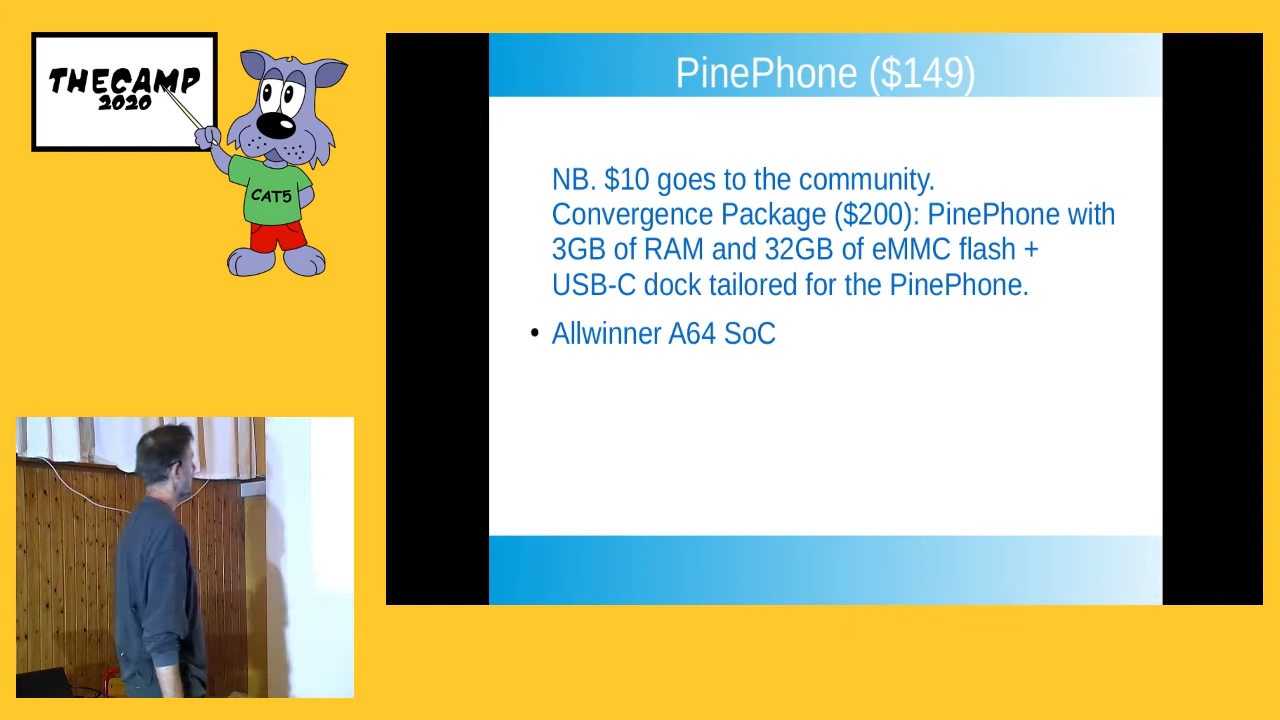 THECAMP
2020
CAT5
PinePhone ($149)
NB. $10 goes to the community.
Convergence Package ($200): PinePhone with
3GB of RAM and 32GB of eMMC flash +
USB-C dock tailored for the PinePhone.
• Allwinner A64 SoC